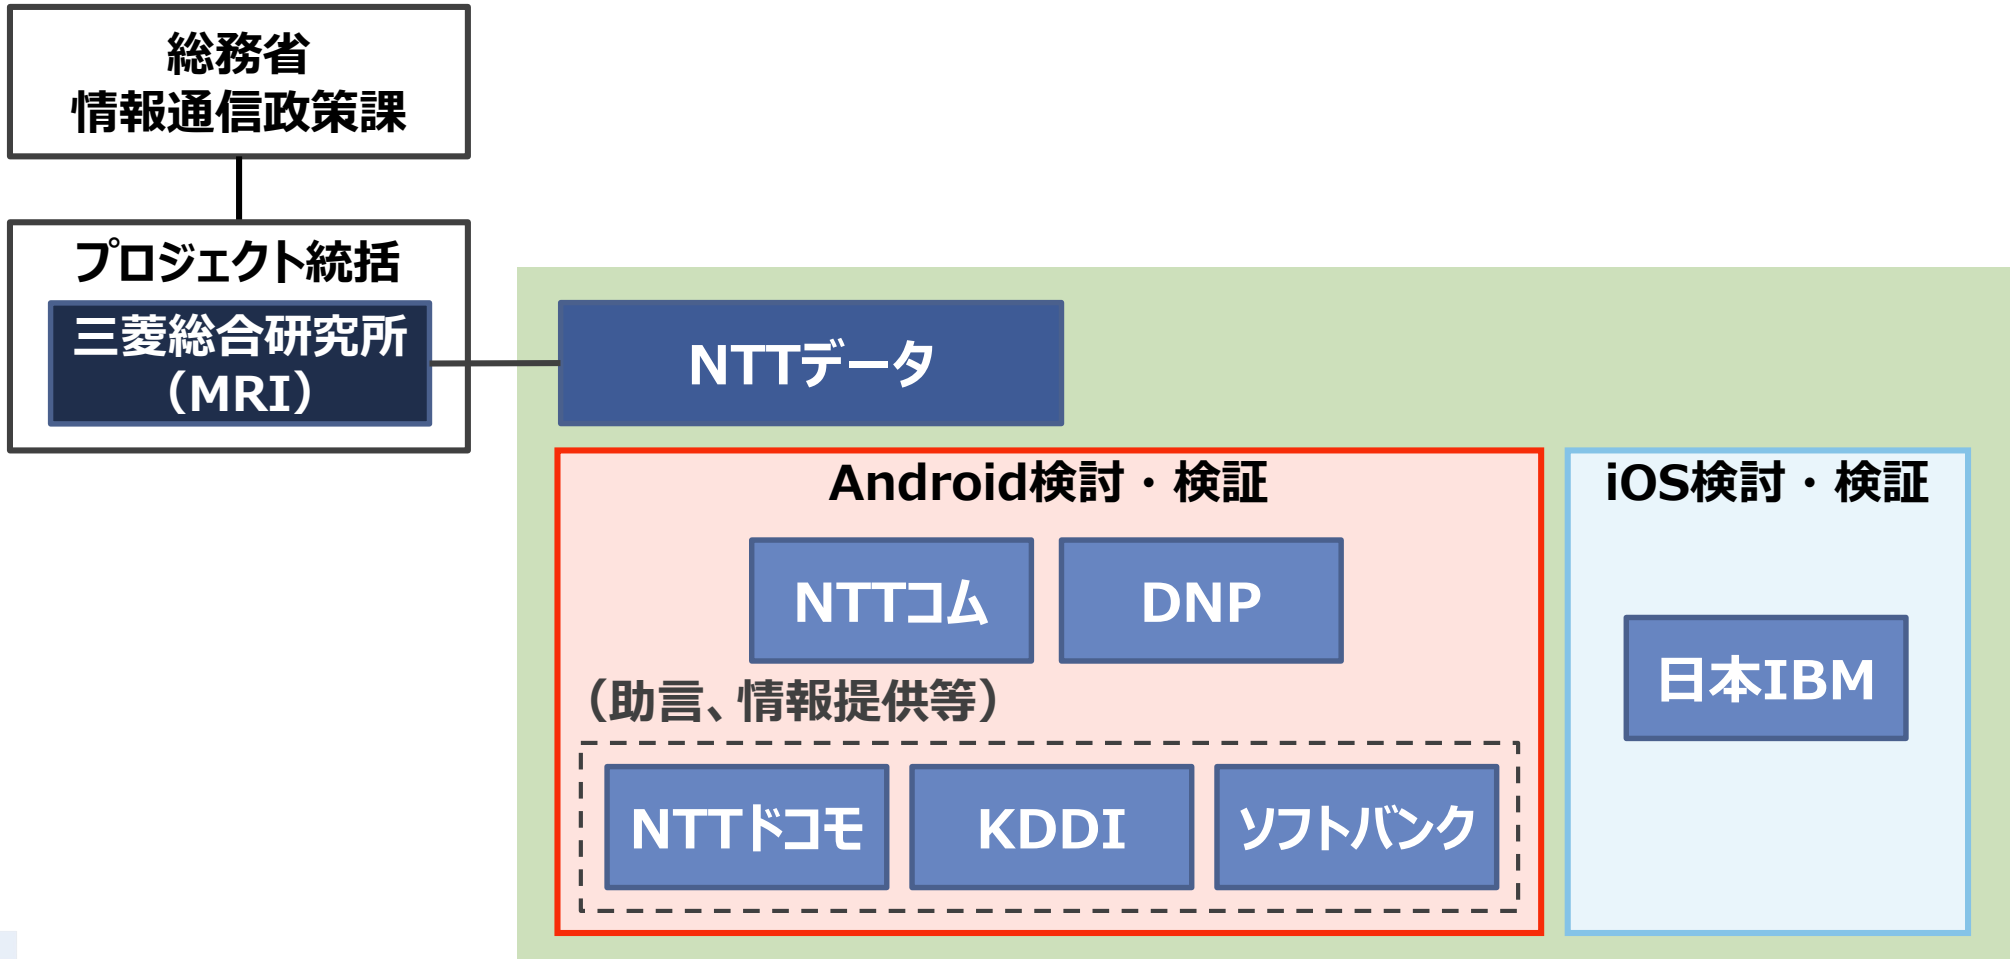 総務省
情報通信政策課
プロジェクト統括
三菱総合研究所
（MRI）
NTTデータ
Android検討・検証
NTTコム
DNP
（助言、情報提供等）
NTTドコモ
KDDI
ソフトバンク
iOS検討・検証
日本IBM